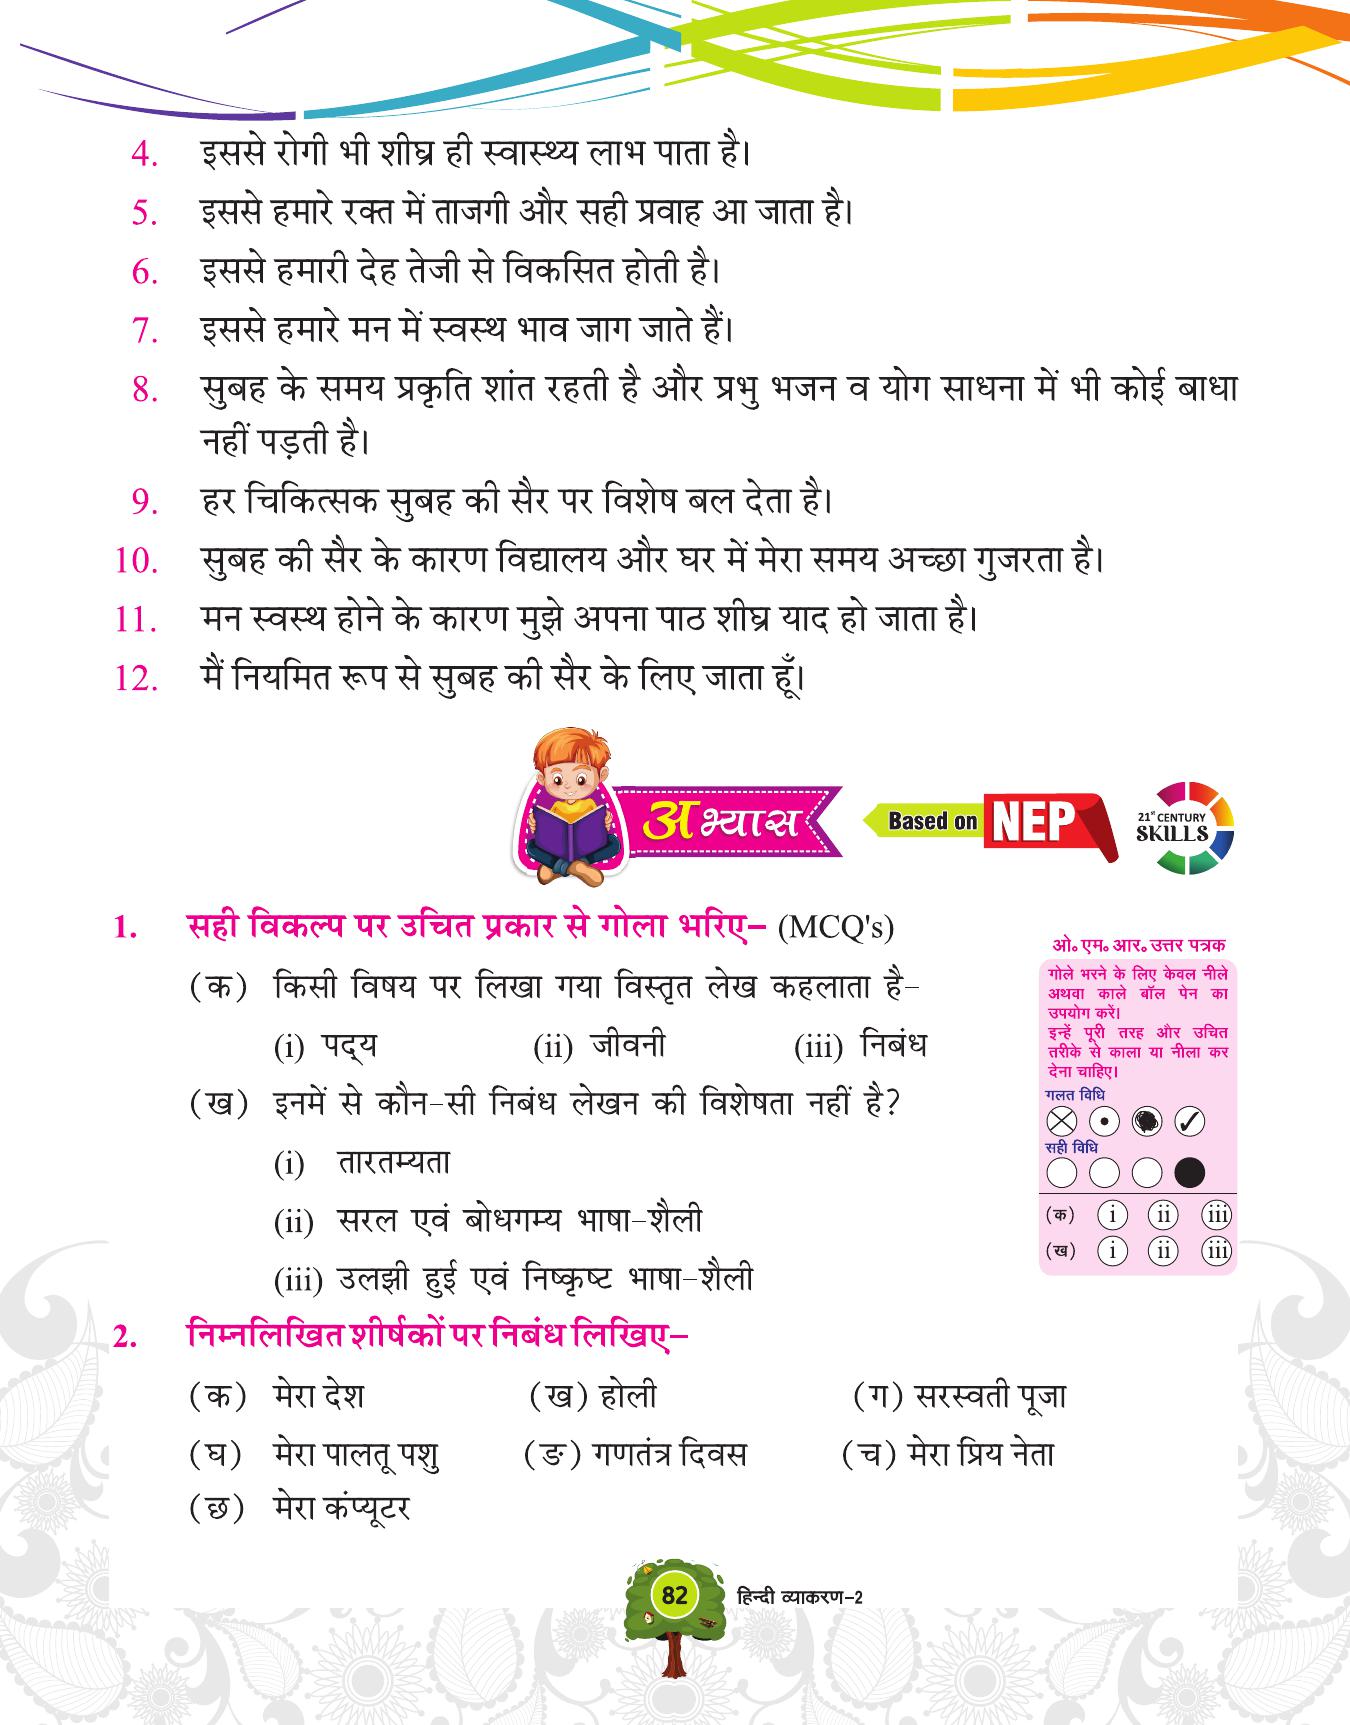 4. इससे रोगी भी शीघ्र ही स्वास्थ्य लाभ पाता है।
5. इससे हमारे रक्त में ताजगी और सही प्रवाह आ जाता है।
6. इससे हमारी देह तेजी से विकसित होती है।
7. इससे हमारे मन में स्वस्थ भाव जाग जाते हैं।
8. सुबह के समय प्रकृति शांत रहती है और प्रभु भजन व योग साधना में भी कोई बाधा
नहीं पड़ती है।
9. हर चिकित्सक सुबह की सैर पर विशेष बल देता है।
10. सुबह की सैर के कारण विद्यालय और घर में मेरा समय अच्छा गुजरता है।
11. मन स्वस्थ होने के कारण मुझे अपना पाठ शीघ्र याद हो जाता है।
12. मैं नियमित रूप से सुबह की सैर के लिए जाता हूँ।
अभ्यास
Based on NEP
21st CENTURY
SKILLS
1. सही विकल्प पर उचित प्रकार से गोला भरिए– (MCQ's)
(क) किसी विषय पर लिखा गया विस्तृत लेख कहलाता है–
(i) पद्‌य (ii) जीवनी (iii) निबंध
(ख) इनमें से कौन-सी निबंध लेखन की विशेषता नहीं है?
(i) तारतम्यता
(ii) सरल एवं बोधगम्य भाषा-शैली
(iii) उलझी हुई एवं निष्कृष्ट भाषा-शैली
ओ॰ एम॰ आर॰ उत्तर पत्रक
गोले भरने के लिए केवल नीले
अथवा काले बॉल पेन का
उपयोग करें।
इन्हें पूरी तरह और उचित
तरीके से काला या नीला कर
देना चाहिए।
गलत विधि
सही विधि
(क) i ii iii
(ख) i ii iii
2. निम्नलिखित शीर्षकों पर निबंध लिखिए–
(क) मेरा देश (ख) होली (ग) सरस्वती पूजा
(घ) मेरा पालतू पशु (ङ) गणतंत्र दिवस (च) मेरा प्रिय नेता
(छ) मेरा कंप्यूटर
82 हिन्दी व्याकरण-2